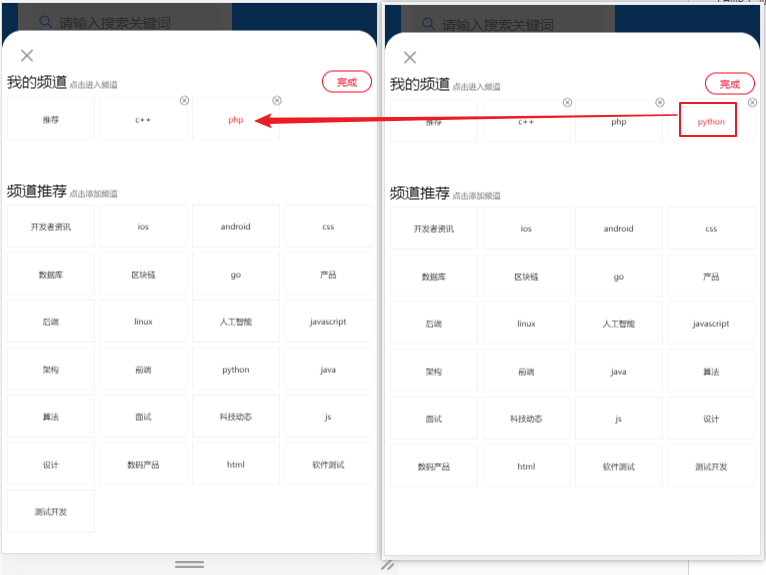 请输入搜索关键词
我的频道 点击进入频道 完成
推荐 c++ php
频道推荐 点击添加频道
开发者资讯 ios android css
数据库 区块链 go 产品
后端 linux 人工智能 javascript
架构 前端 python java
算法 面试 科技动态 js
设计 数码产品 html 软件测试
测试开发
请输入搜索关键词
我的频道 点击进入频道 完成
推荐 c++ php python
频道推荐 点击添加频道
开发者资讯 ios android css
数据库 区块链 go 产品
后端 linux 人工智能 javascript
架构 前端 java 算法
面试 科技动态 js 设计
数码产品 html 软件测试 测试开发